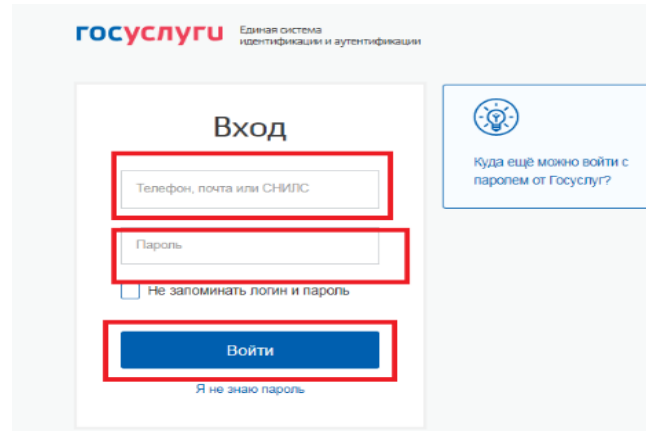 госуслуги
Единая система
идентификации и аутентификации
Вход
Телефон, почта или СНИЛС
Пароль
Не запоминать логин и пароль
Войти
Я не знаю пароль
Куда ещё можно войти с
паролем от Госуслуг?